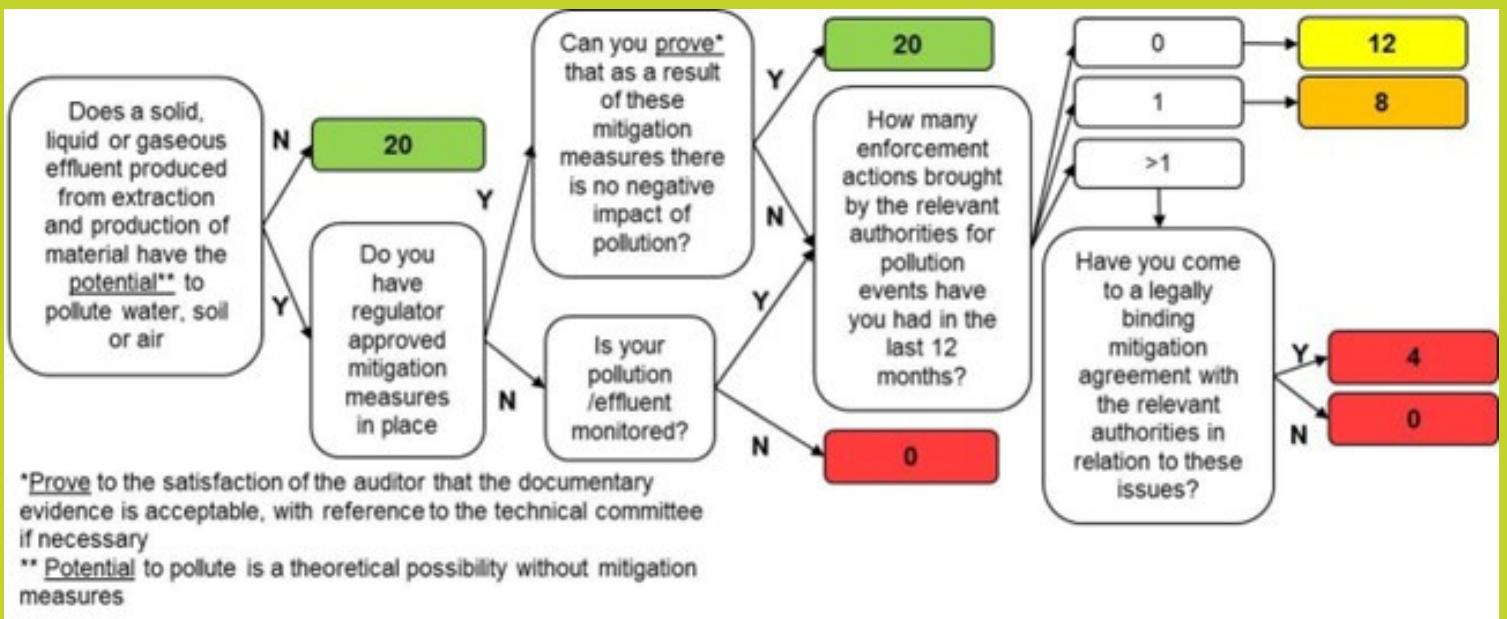 Does a solid,
liquid or gaseous
effluent produced
from extraction
and production of
material have the
potential** to
pollute water, soil
or air
N
20
Y
Do you
have
regulator
approved
mitigation
measures
in place
Y
N
Can you prove*
that as a result
of these
mitigation
measures there
is no negative
impact of
pollution?
Y
20
N
Is your
pollution
/effluent
monitored?
Y
N
0
How many
enforcement
actions brought
by the relevant
authorities for
pollution
events have
you had in the
last 12
months?
0
12
1
8
>1
Have you come
to a legally
binding
mitigation
agreement with
the relevant
authorities in
relation to these
issues?
Y
4
N
0
*Prove to the satisfaction of the auditor that the documentary
evidence is acceptable, with reference to the technical committee
if necessary
** Potential to pollute is a theoretical possibility without mitigation
measures